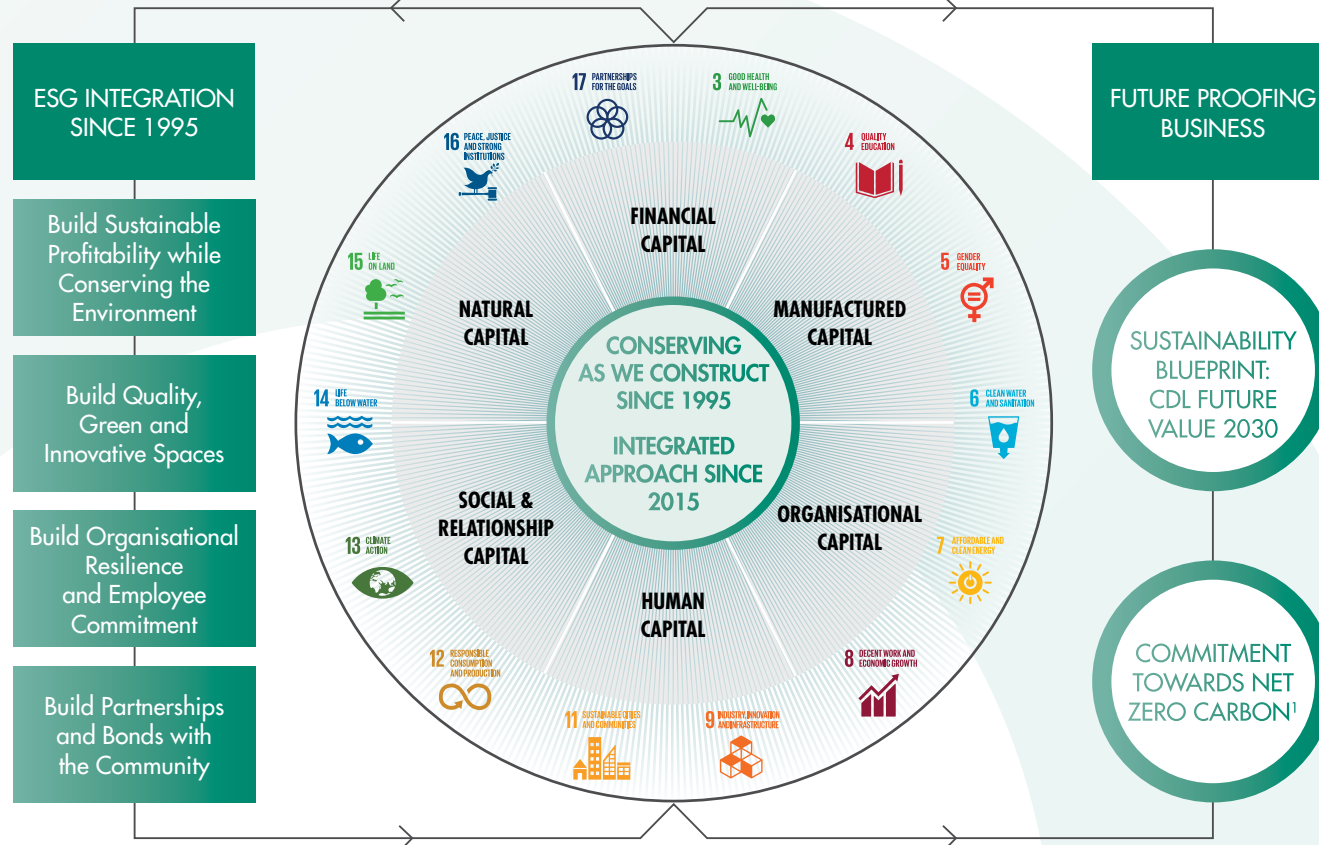 ESG INTEGRATION
SINCE 1995
Build Sustainable
Profitability while
Conserving the
Environment
Build Quality,
Green and
Innovative Spaces
Build Organisational
Resilience
and Employee
Commitment
Build Partnerships
and Bonds with
the Community
17 PARTNERSHIPS
FOR THE GOALS
3 GOOD HEALTH
AND WELL-BEING
4 QUALITY
EDUCATION
5 GENDER
EQUALITY
6 CLEAN WATER
AND SANITATION
7 AFFORDABLE AND
CLEAN ENERGY
8 DECENT WORK AND
ECONOMIC GROWTH
9 INDUSTRY, INNOVATION
AND INFRASTRUCTURE
11 SUSTAINABLE CITIES
AND COMMUNITIES
12 RESPONSIBLE
CONSUMPTION
AND PRODUCTION
13 CLIMATE
ACTION
14 LIFE
BELOW WATER
15 LIFE
ON LAND
16 PEACE, JUSTICE
AND STRONG
INSTITUTIONS
FINANCIAL
CAPITAL
MANUFACTURED
CAPITAL
ORGANISATIONAL
CAPITAL
HUMAN
CAPITAL
SOCIAL &
RELATIONSHIP
CAPITAL
NATURAL
CAPITAL
CONSERVING
AS WE CONSTRUCT
SINCE 1995
INTEGRATED
APPROACH SINCE
2015
FUTURE PROOFING
BUSINESS
SUSTAINABILITY
BLUEPRINT:
CDL FUTURE
VALUE 2030
COMMITMENT
TOWARDS NET
ZERO CARBON¹